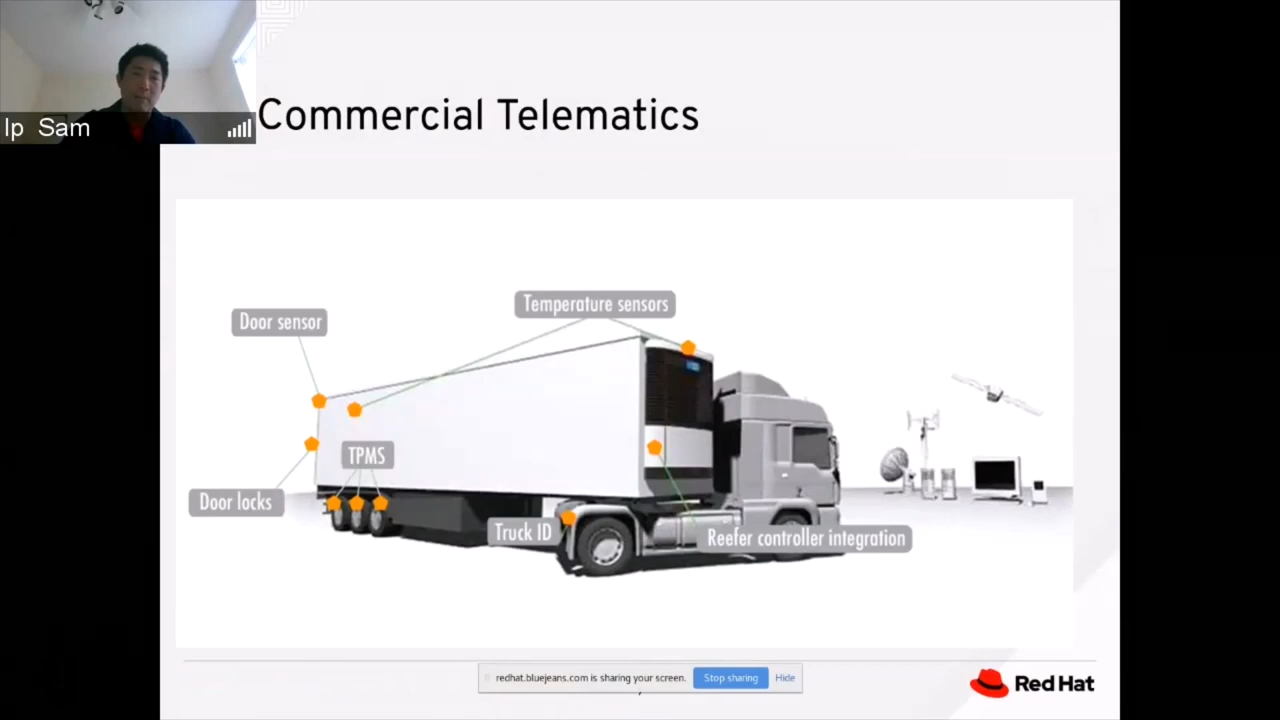 Ip Sam
Commercial Telematics
Temperature sensors
Door sensor
TPMS
Door locks
Truck ID
Reefer controller integration
redhat.bluejeans.com is sharing your screen.
Stop sharing
Hide
Red Hat